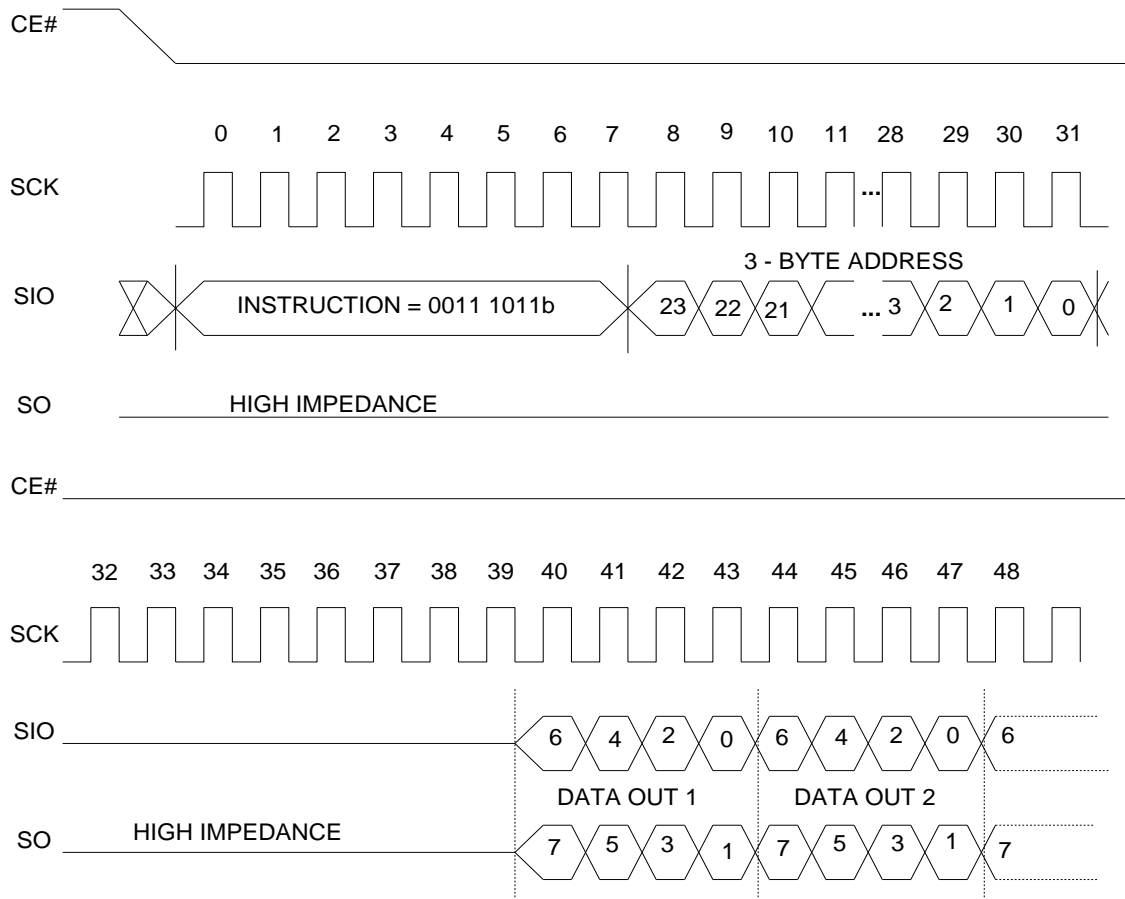 CE#
0 1 2 3 4 5 6 7 8 9 10 11 28 29 30 31
SCK ...
3 - BYTE ADDRESS
SIO INSTRUCTION = 0011 1011b 23 22 21 ... 3 2 1 0
SO HIGH IMPEDANCE
CE#
32 33 34 35 36 37 38 39 40 41 42 43 44 45 46 47 48
SCK
SIO 6 4 2 0 6 4 2 0 6
DATA OUT 1 DATA OUT 2
SO HIGH IMPEDANCE 7 5 3 1 7 5 3 1 7